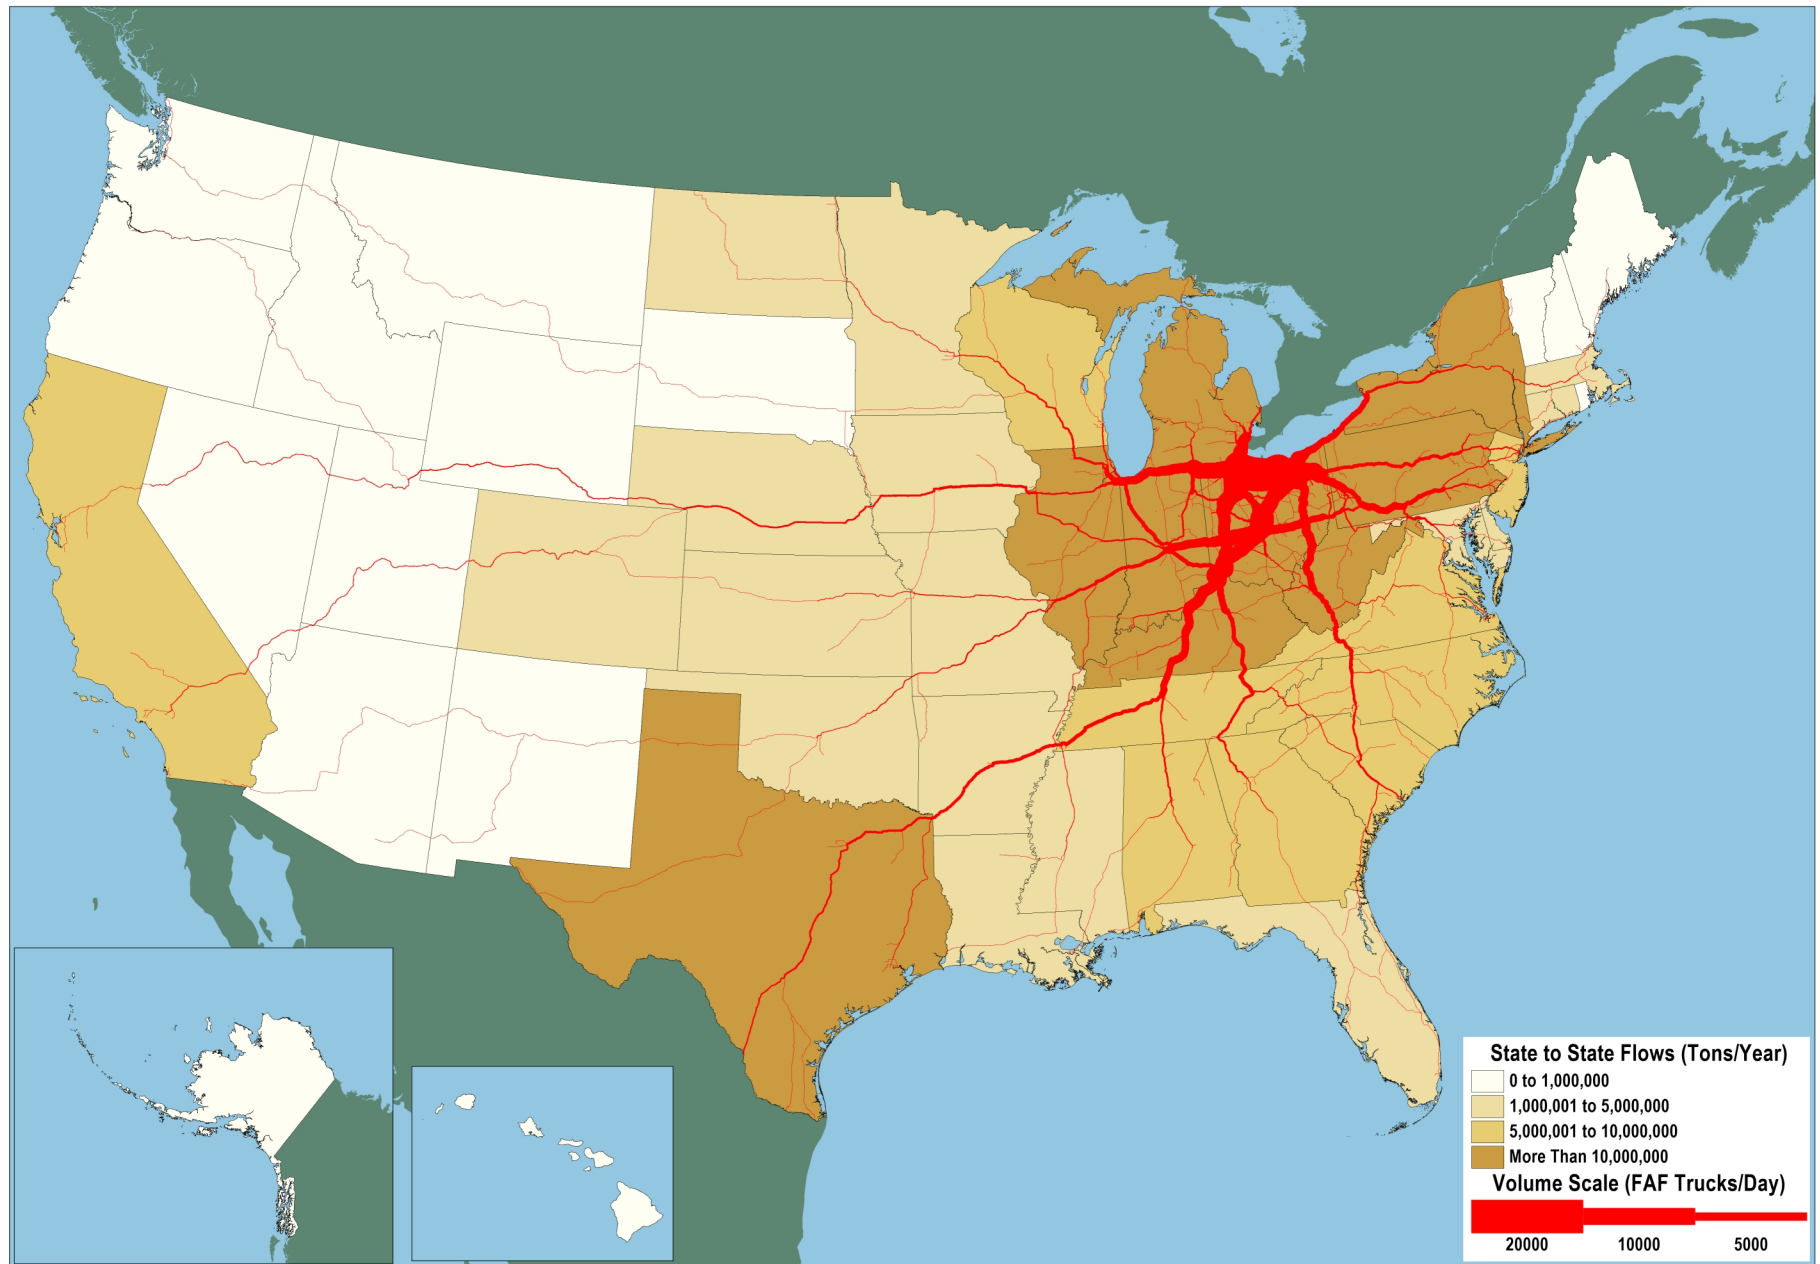 State to State Flows (Tons/Year)
0 to 1,000,000
1,000,001 to 5,000,000
5,000,001 to 10,000,000
More Than 10,000,000
Volume Scale (FAF Trucks/Day)
20000 10000 5000